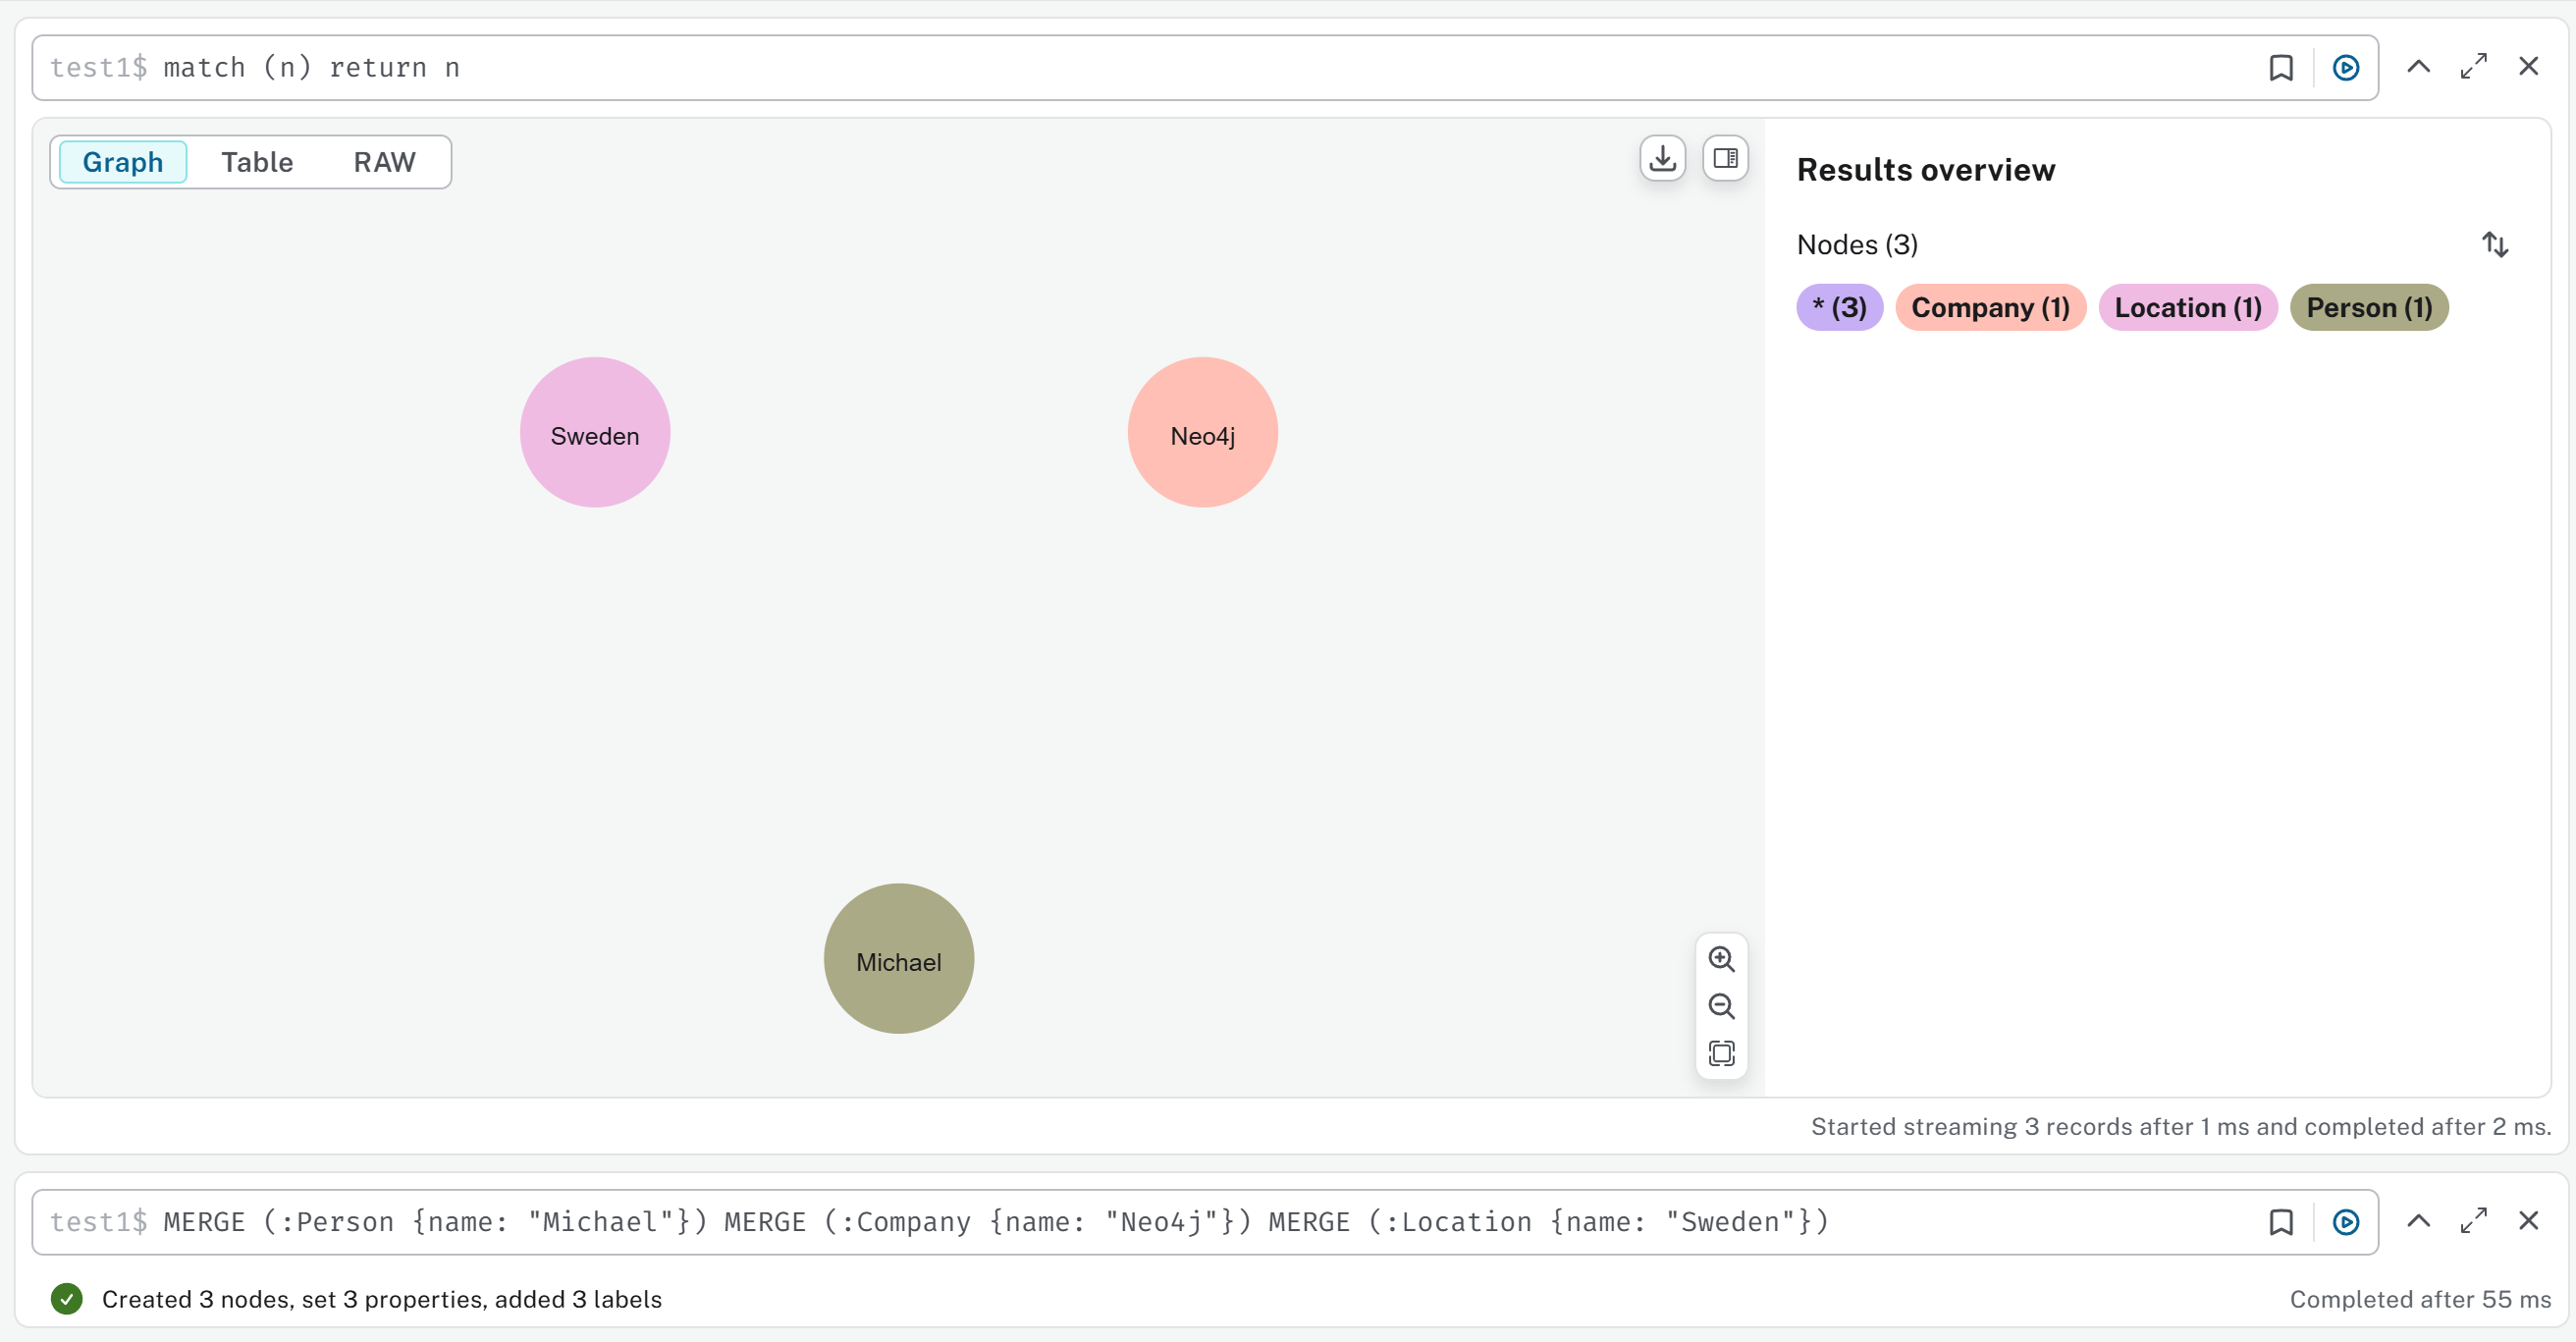 test1$ match (n) return n
Graph Table RAW
Results overview
Nodes (3)
* (3) Company (1) Location (1) Person (1)
Sweden
Neo4j
Michael
Started streaming 3 records after 1 ms and completed after 2 ms.
test1$ MERGE (:Person {name: "Michael"}) MERGE (:Company {name: "Neo4j"}) MERGE (:Location {name: "Sweden"})
Created 3 nodes, set 3 properties, added 3 labels
Completed after 55 ms